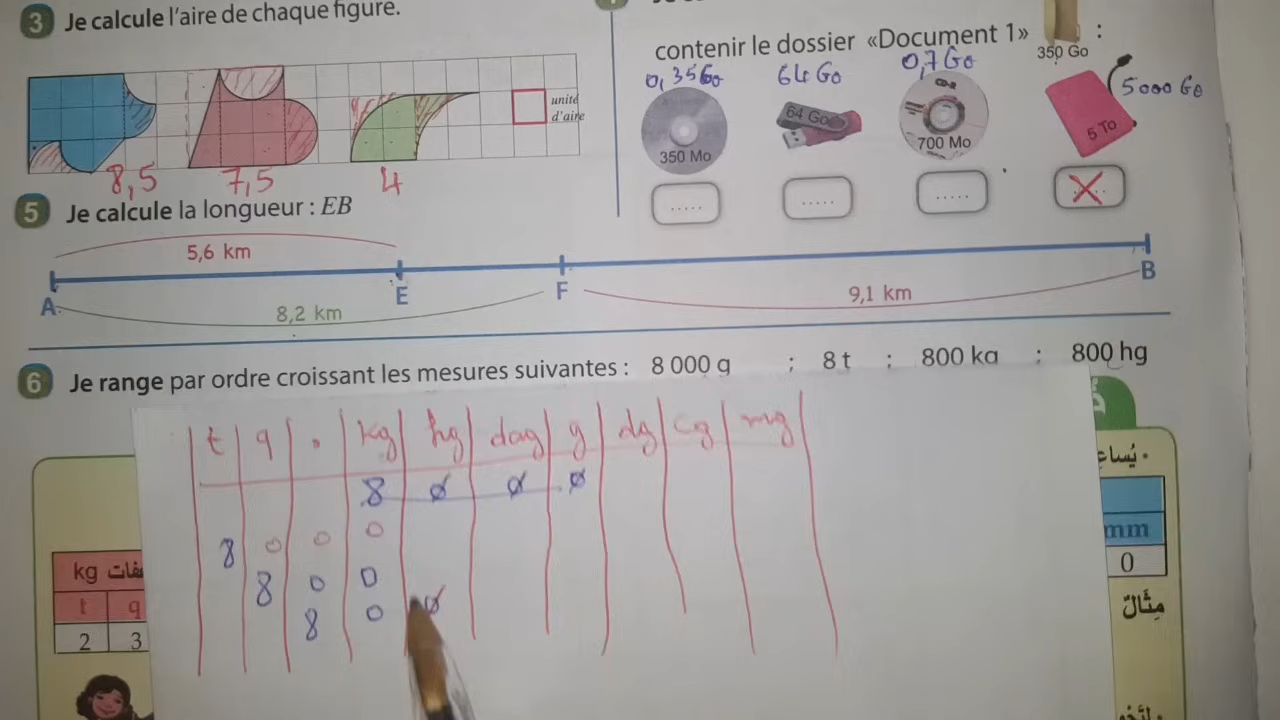 3 Je calcule l'aire de chaque figure.
unité
d'aire
8,5 7,5 4
contenir le dossier «Document 1» :
350 Go
0,35Go 64 Go 0,7 Go 5000 Go
350 Mo 64 Go 700 Mo 5 To
..... ..... .....
5 Je calcule la longueur : EB
5,6 km
A E F B
8,2 km 9,1 km
6 Je range par ordre croissant les mesures suivantes : 8 000 g ; 8 t ; 800 kg ; 800 hg
t q . kg hg dag g dg cg mg
8 0 0 0
8 0 0 0
8 0 0
8 0 0
kg
t q
2 3
mm
0
مِثَالٌ